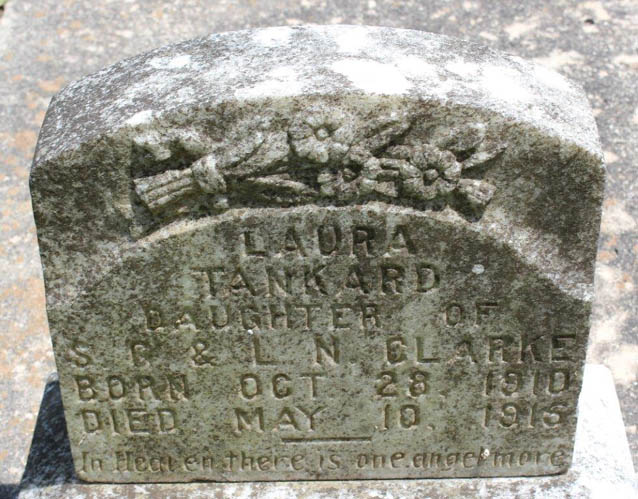 LAURA
TANKARD
DAUGHTER OF
S. C. & L. N. CLARKE
BORN OCT 28, 1910
DIED MAY 10, 1913
In Heaven there is one angel more